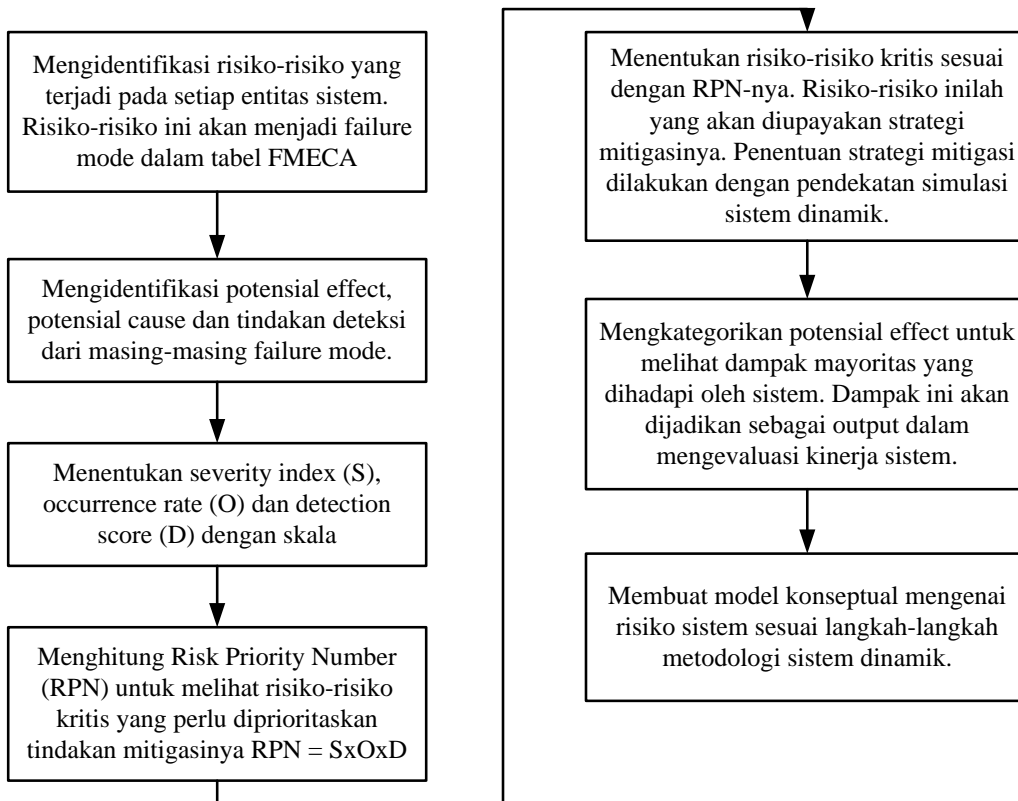 Mengidentifikasi risiko-risiko yang
terjadi pada setiap entitas sistem.
Risiko-risiko ini akan menjadi failure
mode dalam tabel FMECA
Mengidentifikasi potensial effect,
potensial cause dan tindakan deteksi
dari masing-masing failure mode.
Menentukan severity index (S),
occurrence rate (O) dan detection
score (D) dengan skala
Menghitung Risk Priority Number
(RPN) untuk melihat risiko-risiko
kritis yang perlu diprioritaskan
tindakan mitigasinya RPN = SxOxD
Menentukan risiko-risiko kritis sesuai
dengan RPN-nya. Risiko-risiko inilah
yang akan diupayakan strategi
mitigasinya. Penentuan strategi mitigasi
dilakukan dengan pendekatan simulasi
sistem dinamik.
Mengkategorikan potensial effect untuk
melihat dampak mayoritas yang
dihadapi oleh sistem. Dampak ini akan
dijadikan sebagai output dalam
mengevaluasi kinerja sistem.
Membuat model konseptual mengenai
risiko sistem sesuai langkah-langkah
metodologi sistem dinamik.